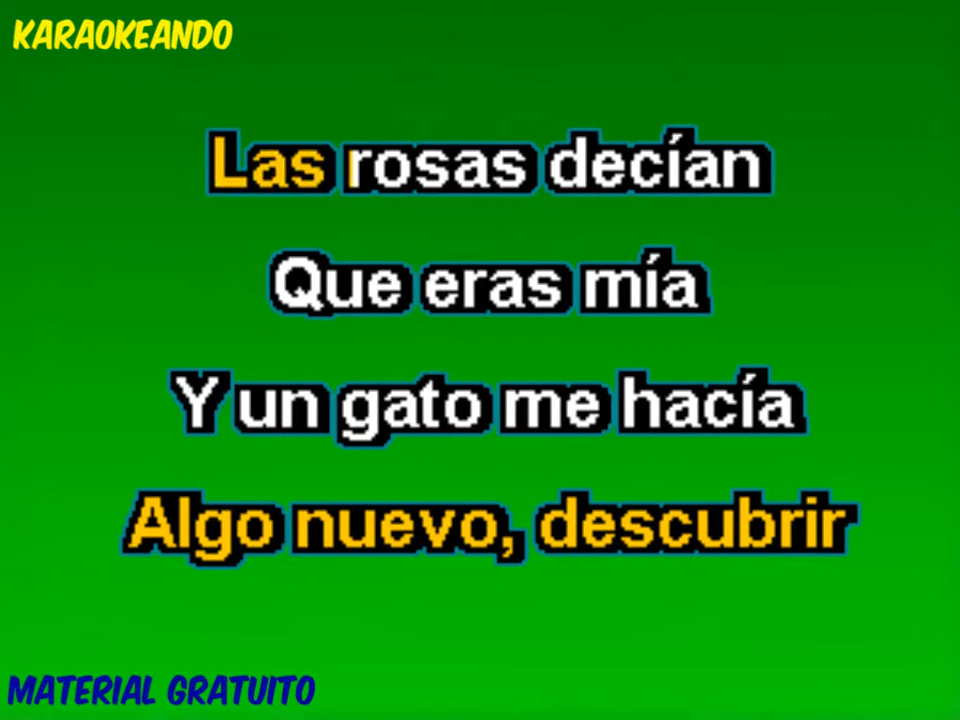 KARAOKEANDO
Las rosas decían
Que eras mía
Y un gato me hacía
Algo nuevo, descubrir
MATERIAL GRATUITO